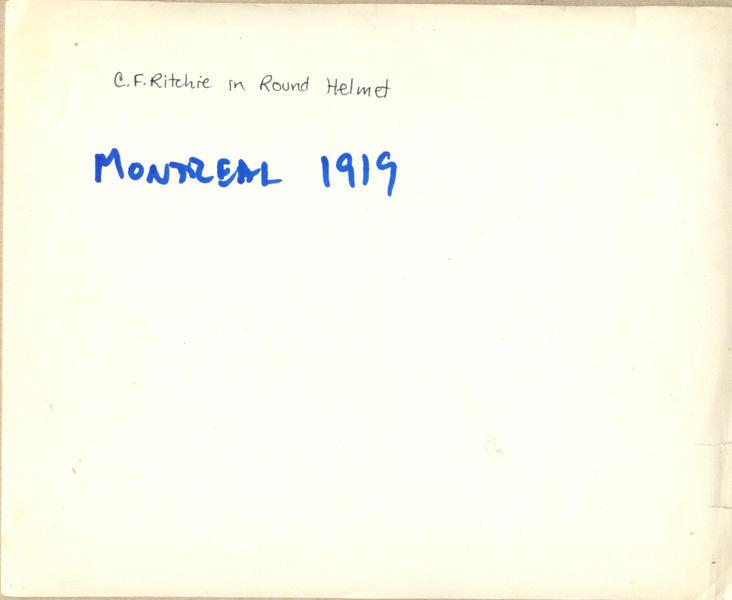 C.F. Ritchie in Round Helmet
MONTREAL 1919